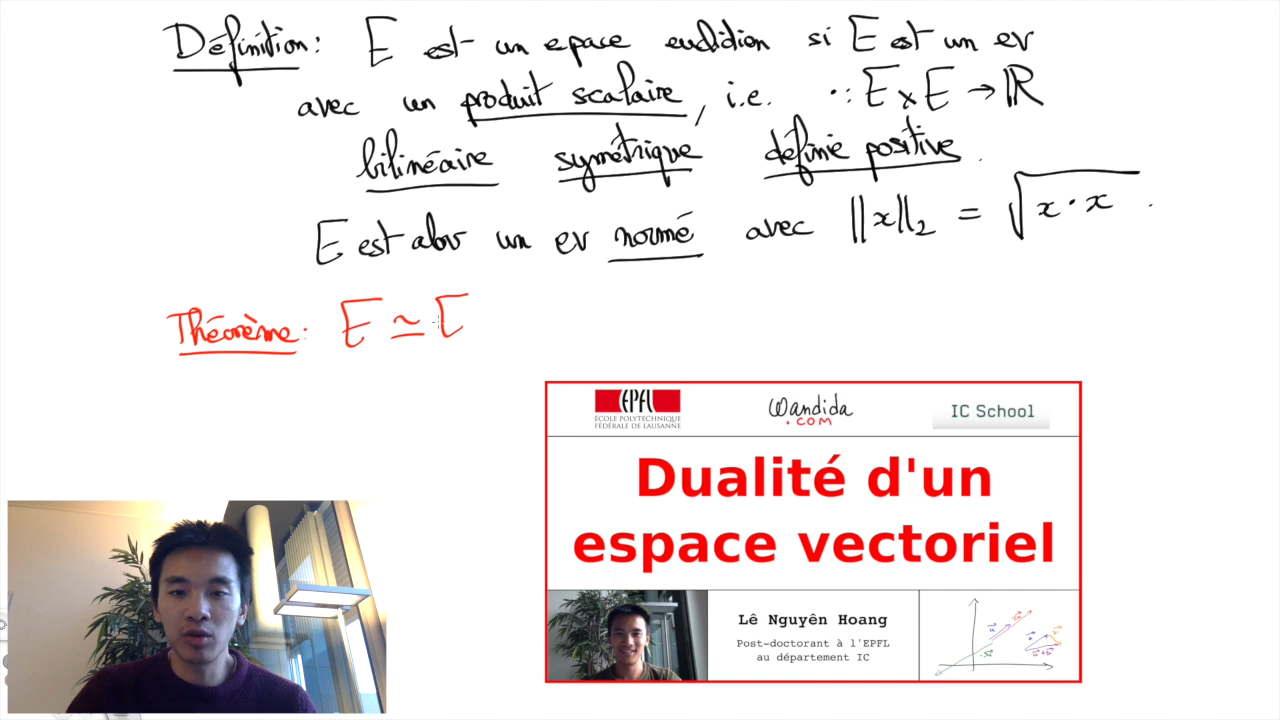 Définition: E est un epace euclidien si E est un ev
avec un produit scalaire, i.e. ·: E x E → ℝ
bilinéaire symétrique définie positive.
E est alors un ev normé avec ||x||₂ = √x·x.
Théorème: E ≃ E
EPFL
ÉCOLE POLYTECHNIQUE
FÉDÉRALE DE LAUSANNE
Wandida
.COM
IC School
Dualité d'un
espace vectoriel
Lê Nguyên Hoang
Post-doctorant à l'EPFL
au département IC